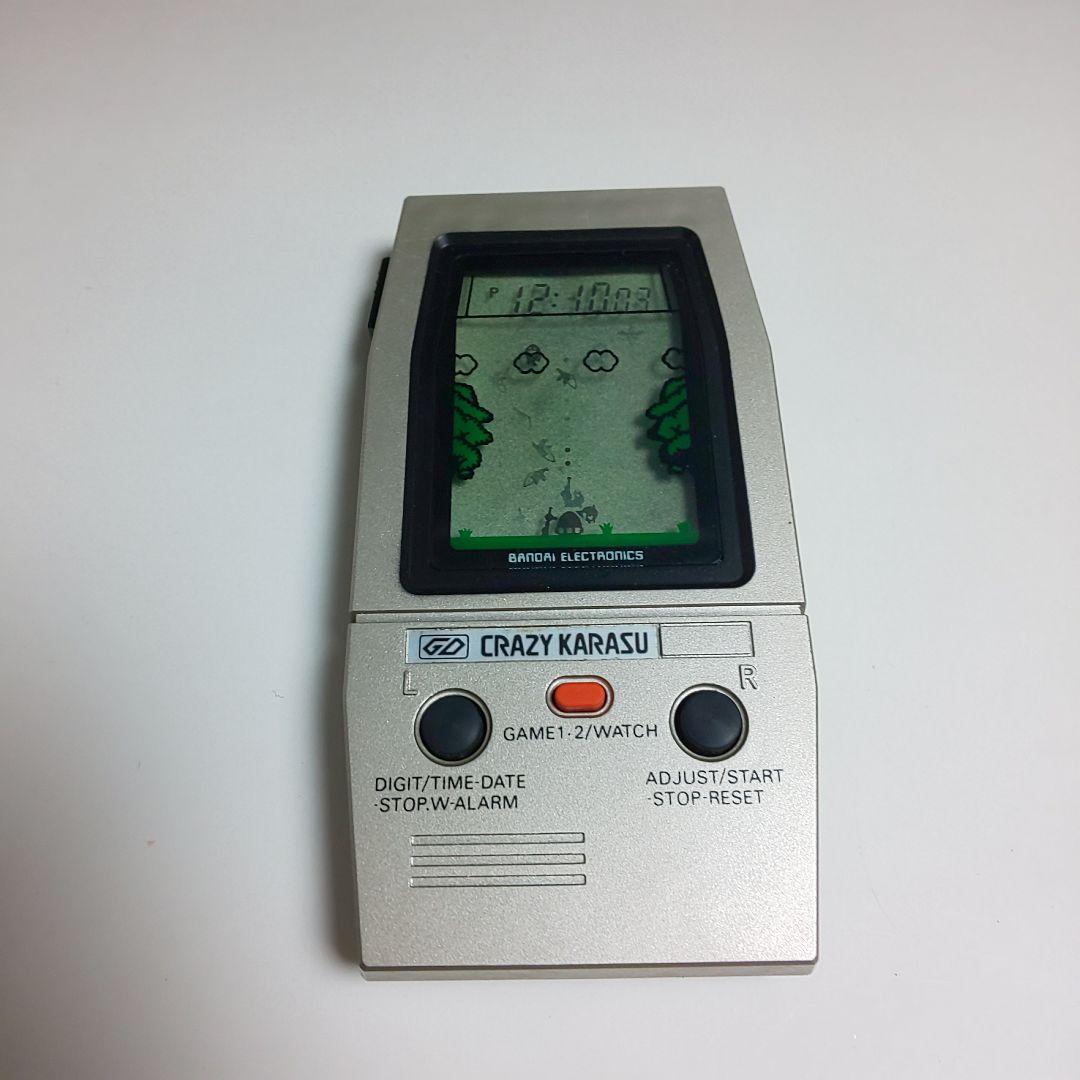 P 12:10 03
BANDAI ELECTRONICS
GD CRAZY KARASU
L R
GAME1·2/WATCH
DIGIT/TIME-DATE
·STOP.W-ALARM
ADJUST/START
·STOP-RESET